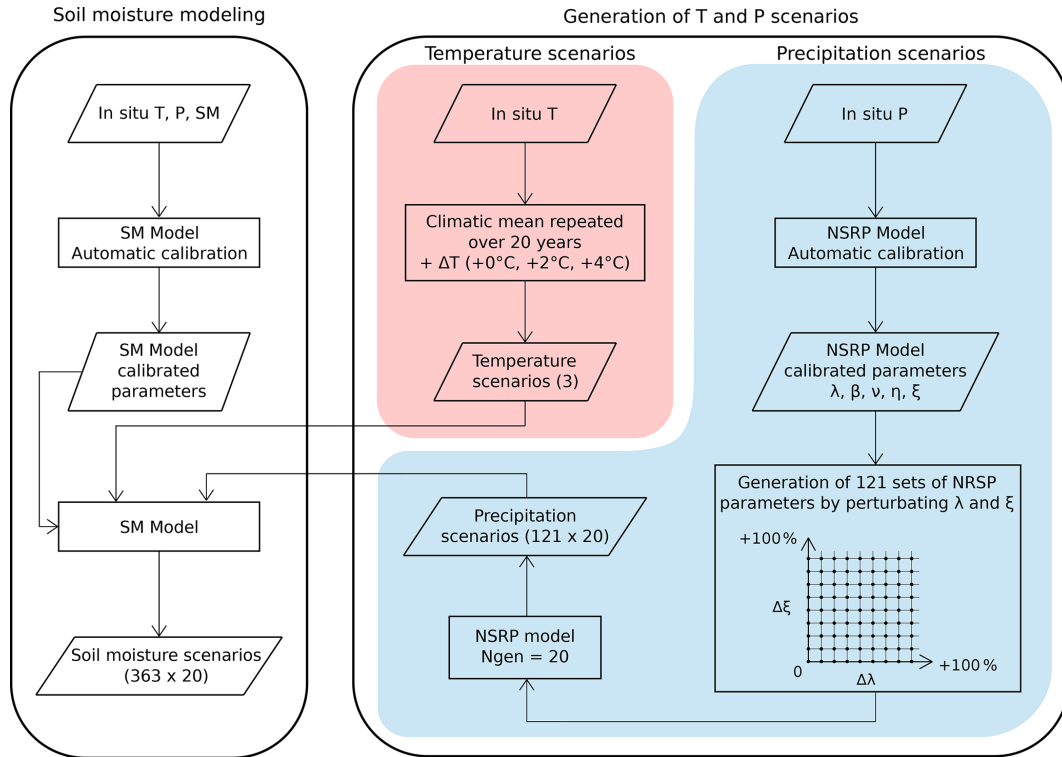 Soil moisture modeling
In situ T, P, SM
SM Model
Automatic calibration
SM Model
calibrated
parameters
SM Model
Soil moisture scenarios
(363 x 20)
Generation of T and P scenarios
Temperature scenarios
In situ T
Climatic mean repeated
over 20 years
+ ΔT (+0°C, +2°C, +4°C)
Temperature
scenarios (3)
Precipitation scenarios
In situ P
NSRP Model
Automatic calibration
NSRP Model
calibrated parameters
λ, β, ν, η, ξ
Generation of 121 sets of NRSP
parameters by perturbating λ and ξ
+100 %
Δξ
0
Δλ
+100 %
NSRP model
Ngen = 20
Precipitation
scenarios (121 x 20)